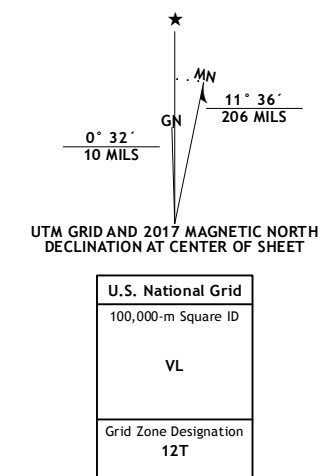 ★
MN
11° 36´
206 MILS
GN
0° 32´
10 MILS
UTM GRID AND 2017 MAGNETIC NORTH
DECLINATION AT CENTER OF SHEET
U.S. National Grid
100,000-m Square ID
VL
Grid Zone Designation
12T